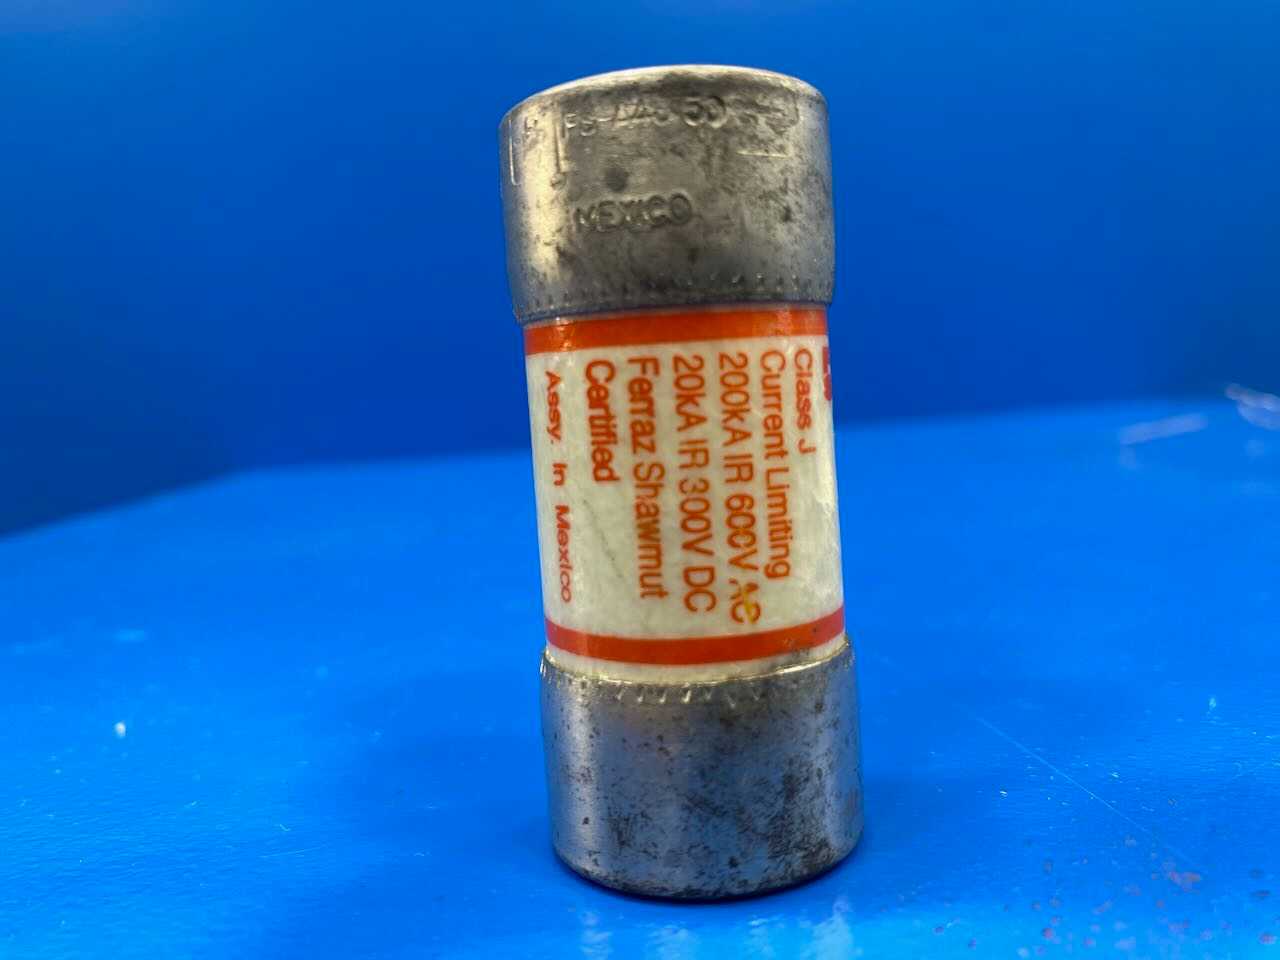 MEXICO
Class J
Current Limiting
200kA IR 600V AC
20kA IR 300V DC
Ferraz Shawmut
Certified
Assy. in Mexico